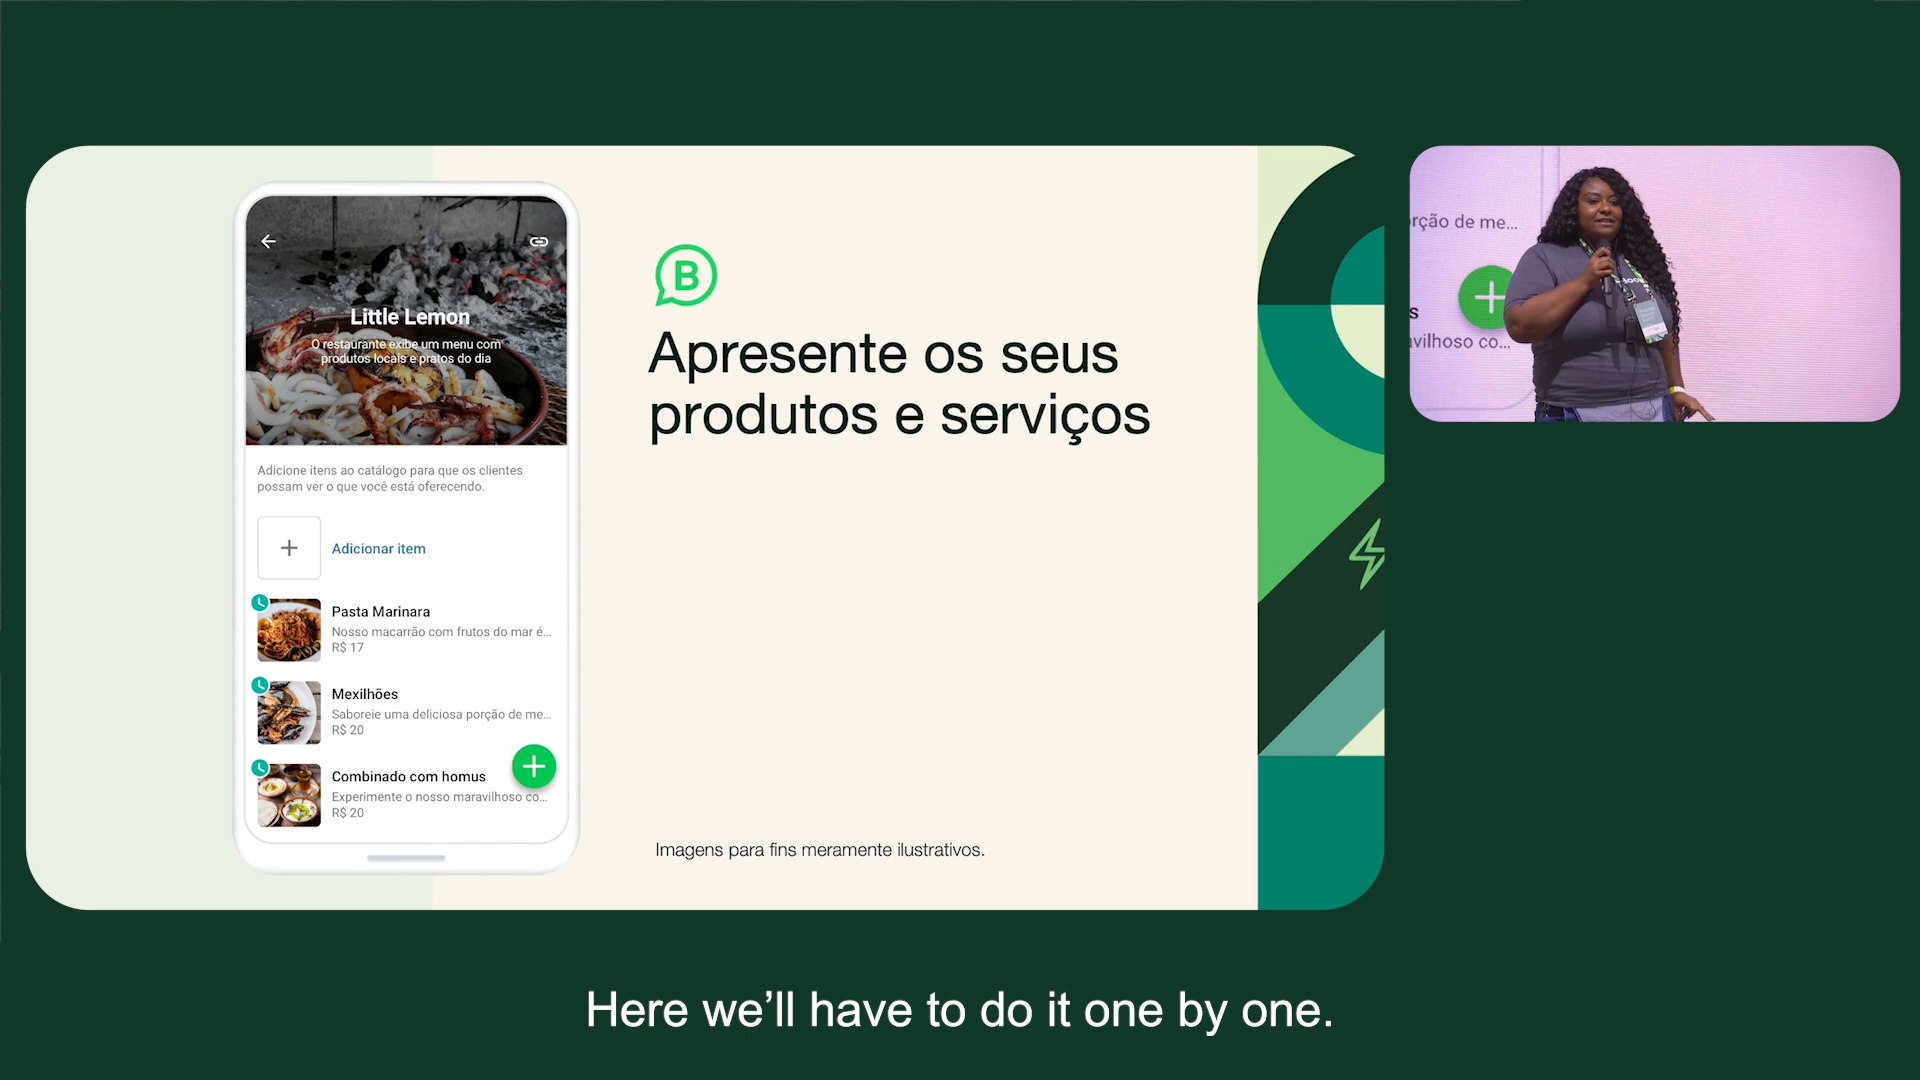 Little Lemon
O restaurante exibe um menu com
produtos locais e pratos do dia
Adicione itens ao catálogo para que os clientes
possam ver o que você está oferecendo.
Adicionar item
Pasta Marinara
Nosso macarrão com frutos do mar é...
R$ 17
Mexilhões
Saboreie uma deliciosa porção de me...
R$ 20
Combinado com homus
Experimente o nosso maravilhoso co...
R$ 20
B
Apresente os seus
produtos e serviços
Imagens para fins meramente ilustrativos.
rção de me...
s
avilhoso co...
Here we’ll have to do it one by one.